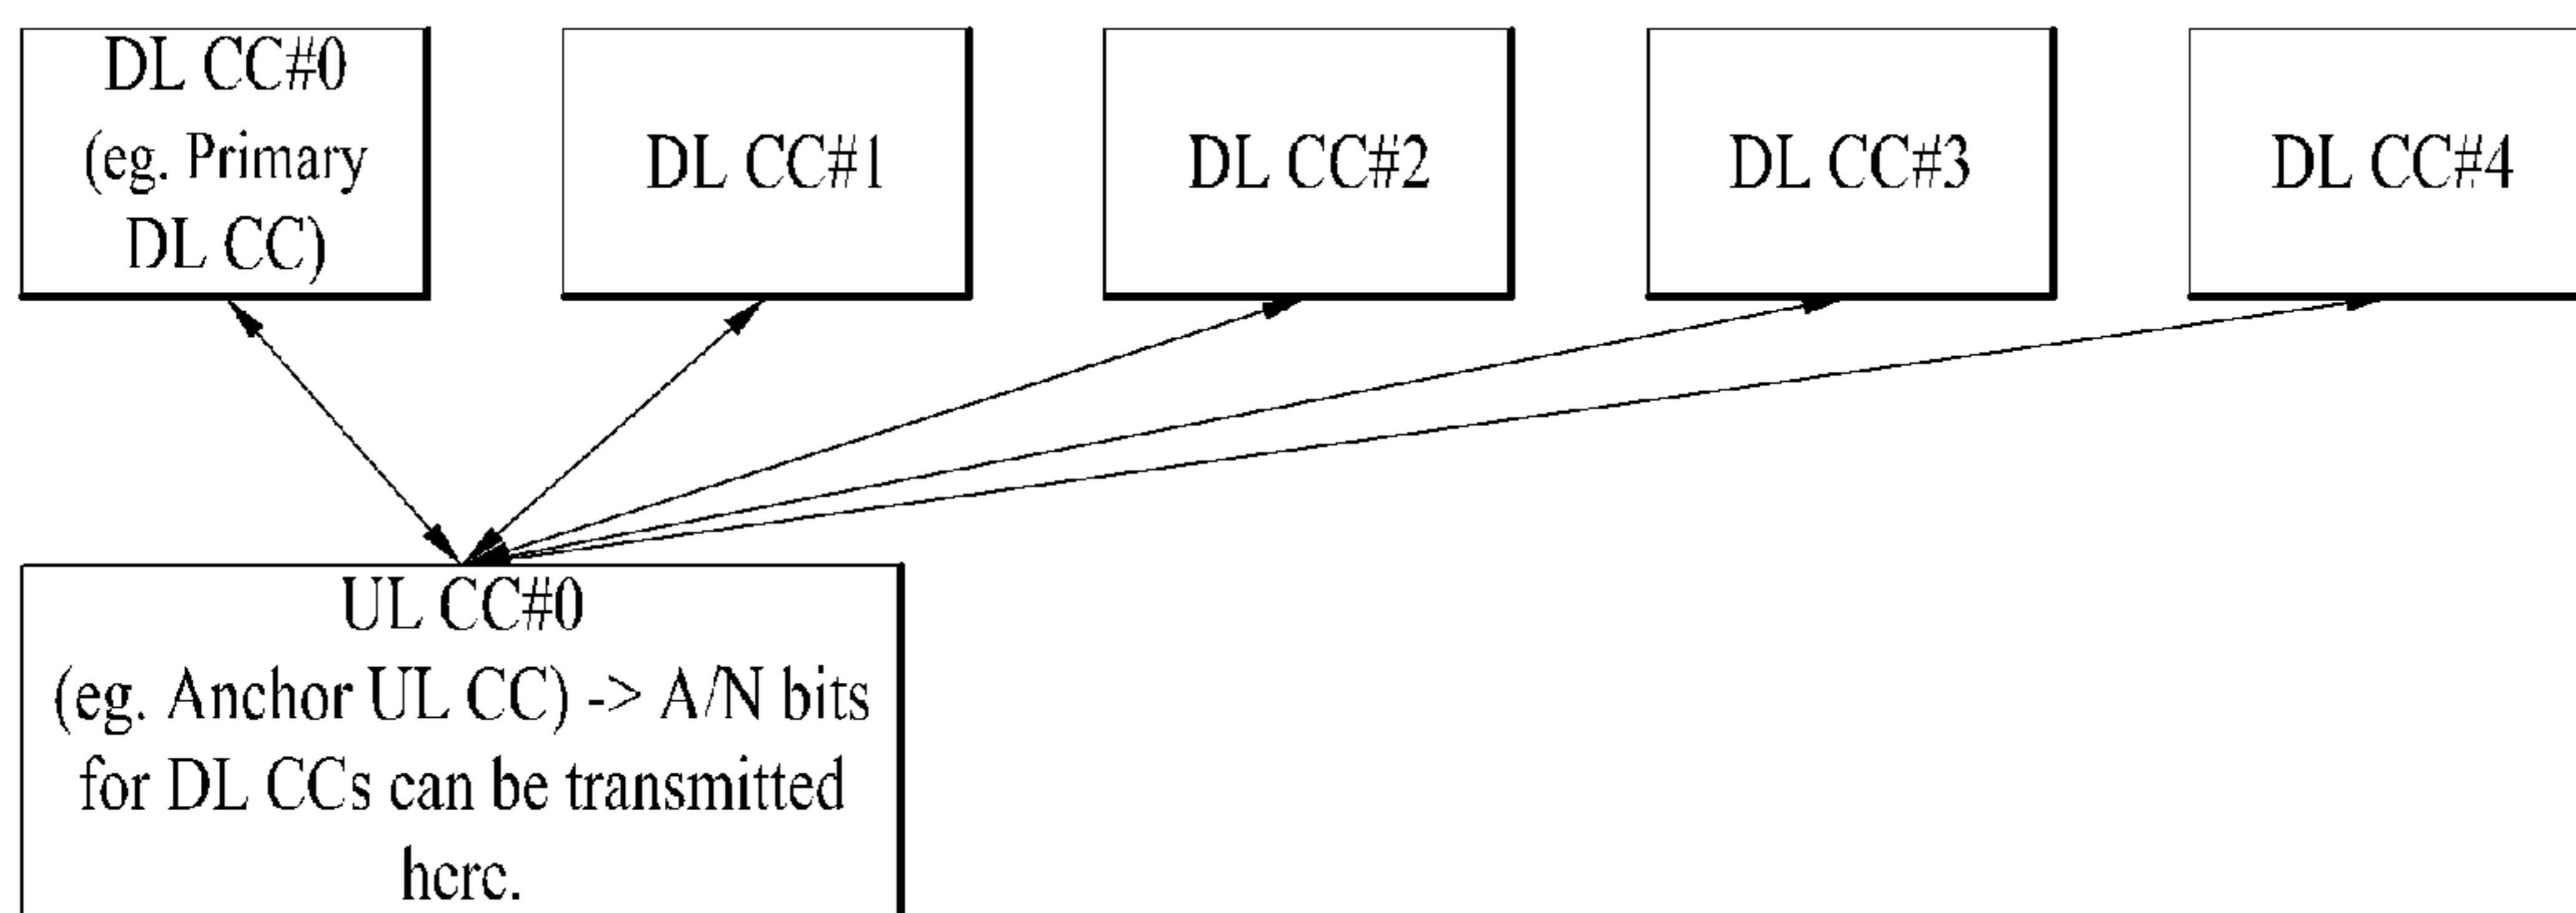 DL CC#0
(eg. Primary
DL CC)
DL CC#1
DL CC#2
DL CC#3
DL CC#4
UL CC#0
(eg. Anchor UL CC) -> A/N bits
for DL CCs can be transmitted
here.